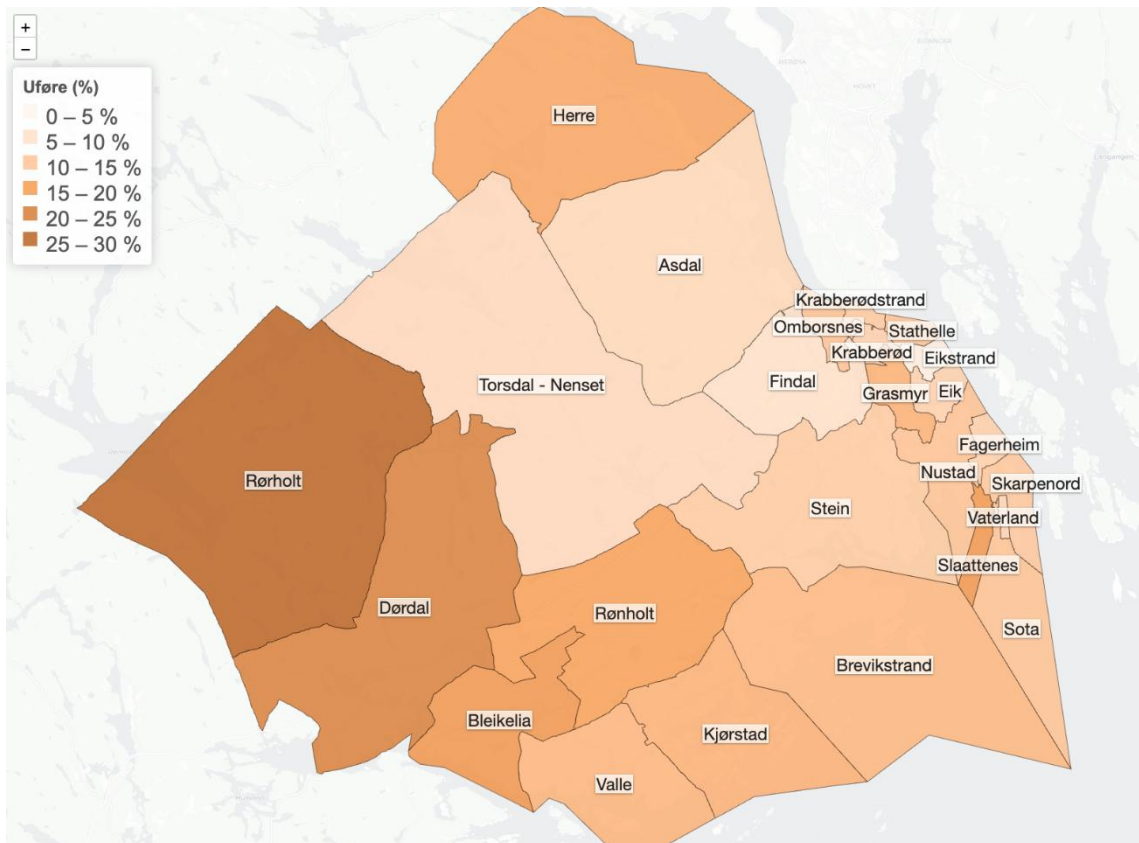 +
−
Uføre (%)
0 – 5 %
5 – 10 %
10 – 15 %
15 – 20 %
20 – 25 %
25 – 30 %
Herre
Asdal
Krabberødstrand
Omborsnes
Stathelle
Krabberød
Eikstrand
Findal
Torsdal - Nenset
Grasmyr
Eik
Fagerheim
Rørholt
Nustad
Skarpenord
Stein
Vaterland
Slaattenes
Dørdal
Rønholt
Sota
Brevikstrand
Bleikelia
Kjørstad
Valle